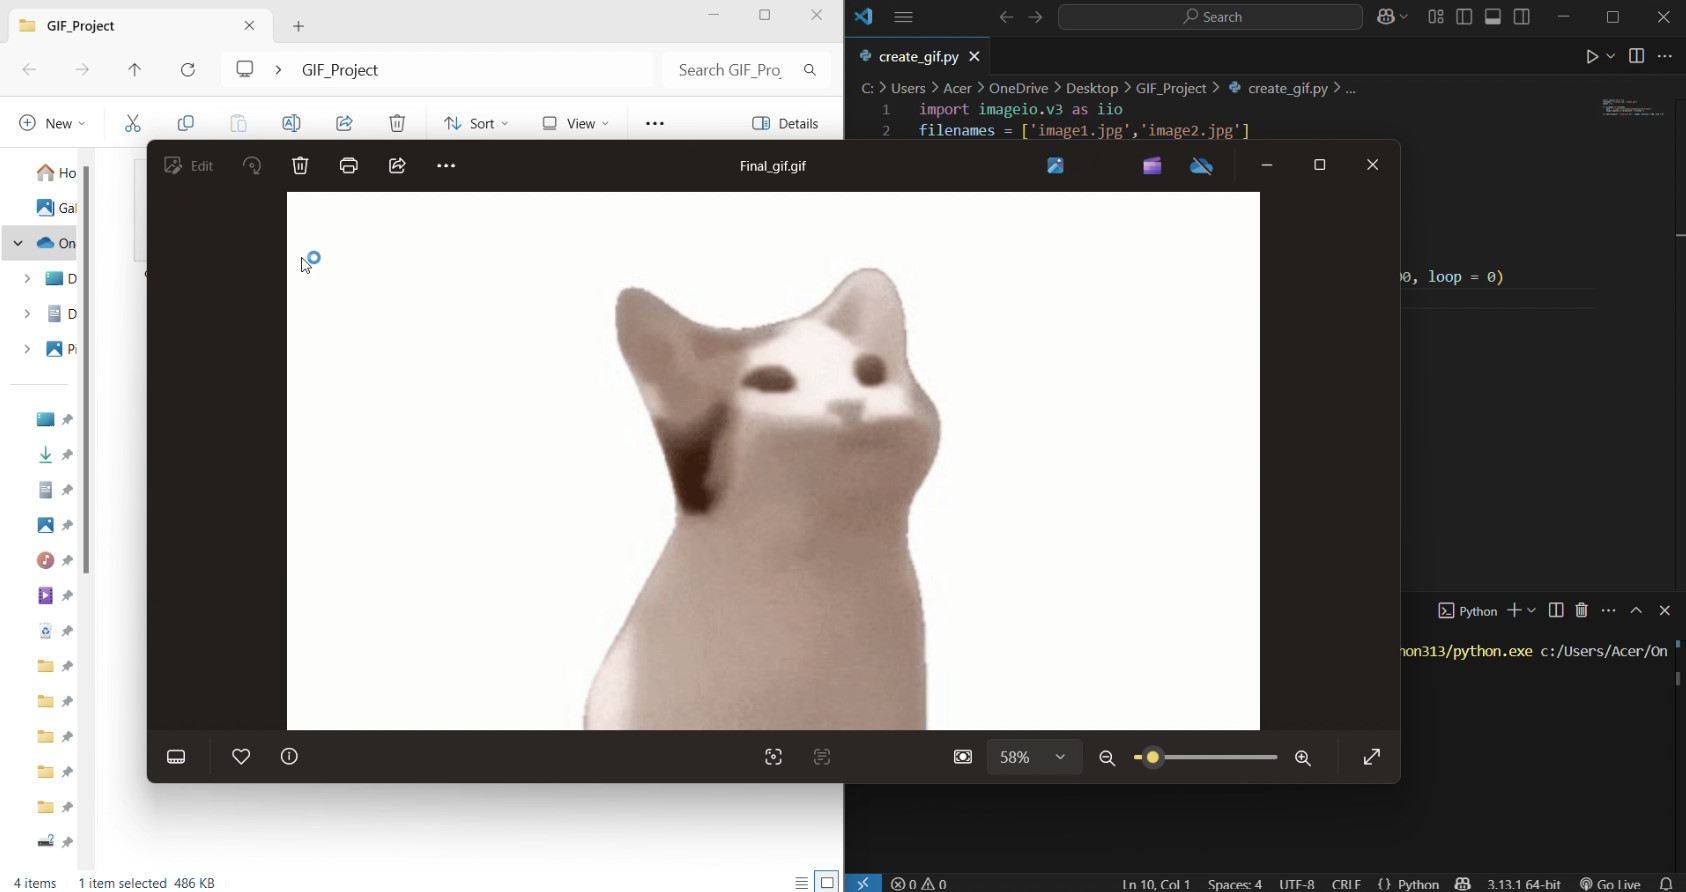 GIF_Project
GIF_Project
Search GIF_Pro
New
Sort
View
Details
Ho
Gal
On
D
D
Pi
4 items
1 item selected 486 KB
Edit
Final_gif.gif
58%
Search
create_gif.py
C: > Users > Acer > OneDrive > Desktop > GIF_Project > create_gif.py > ...
1 import imageio.v3 as iio
2 filenames = ['image1.jpg','image2.jpg']
00, loop = 0)
Python
hon313/python.exe c:/Users/Acer/On
0 0
Ln 10, Col 1
Spaces: 4
UTF-8
CRLF
{} Python
3.13.1 64-bit
Go Live